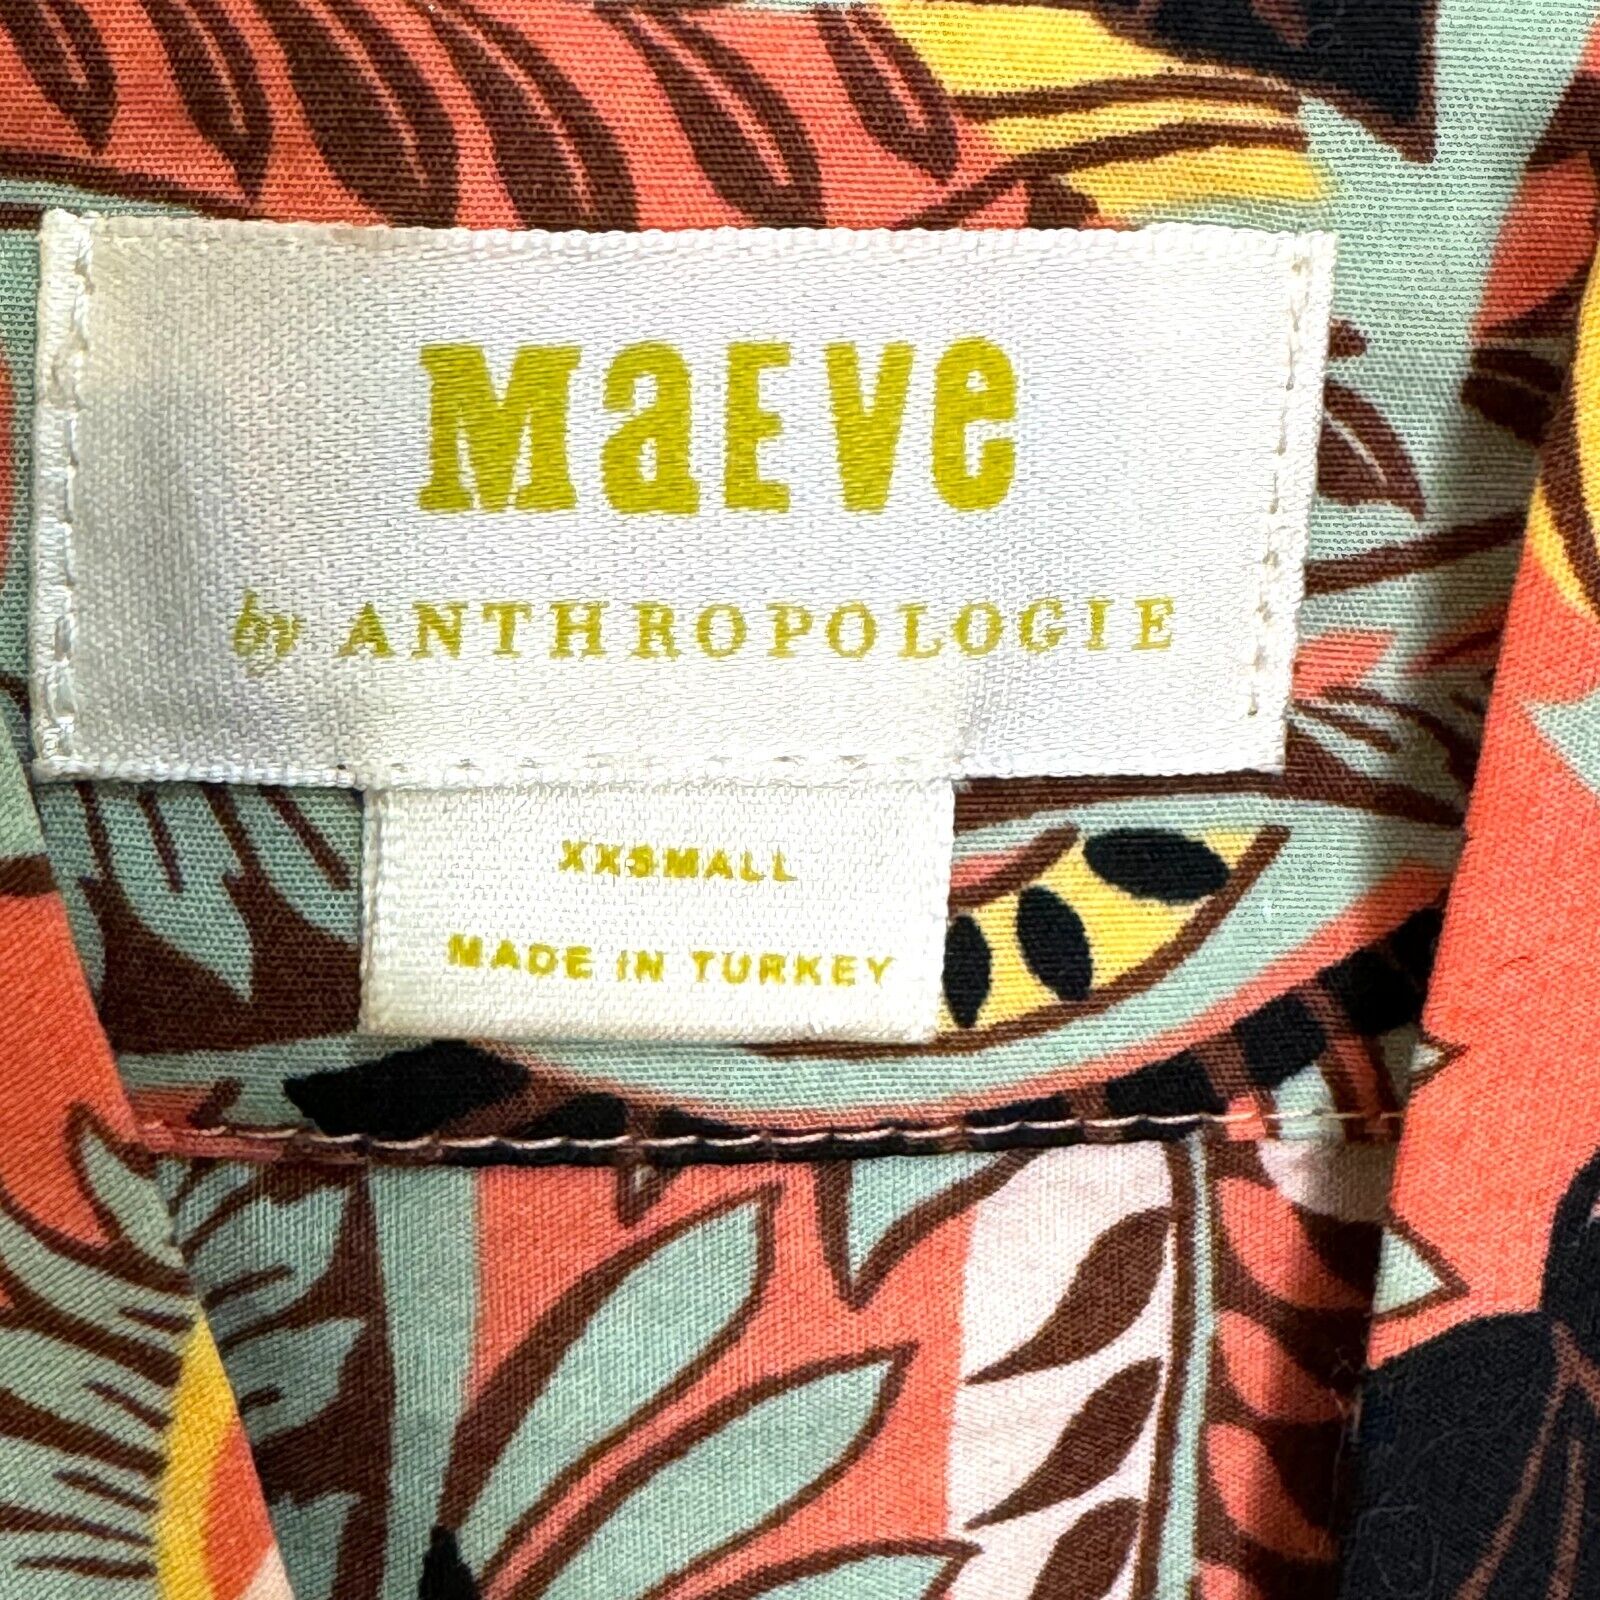 MaEVe
by ANTHROPOLOGIE
XXSMALL
MADE IN TURKEY